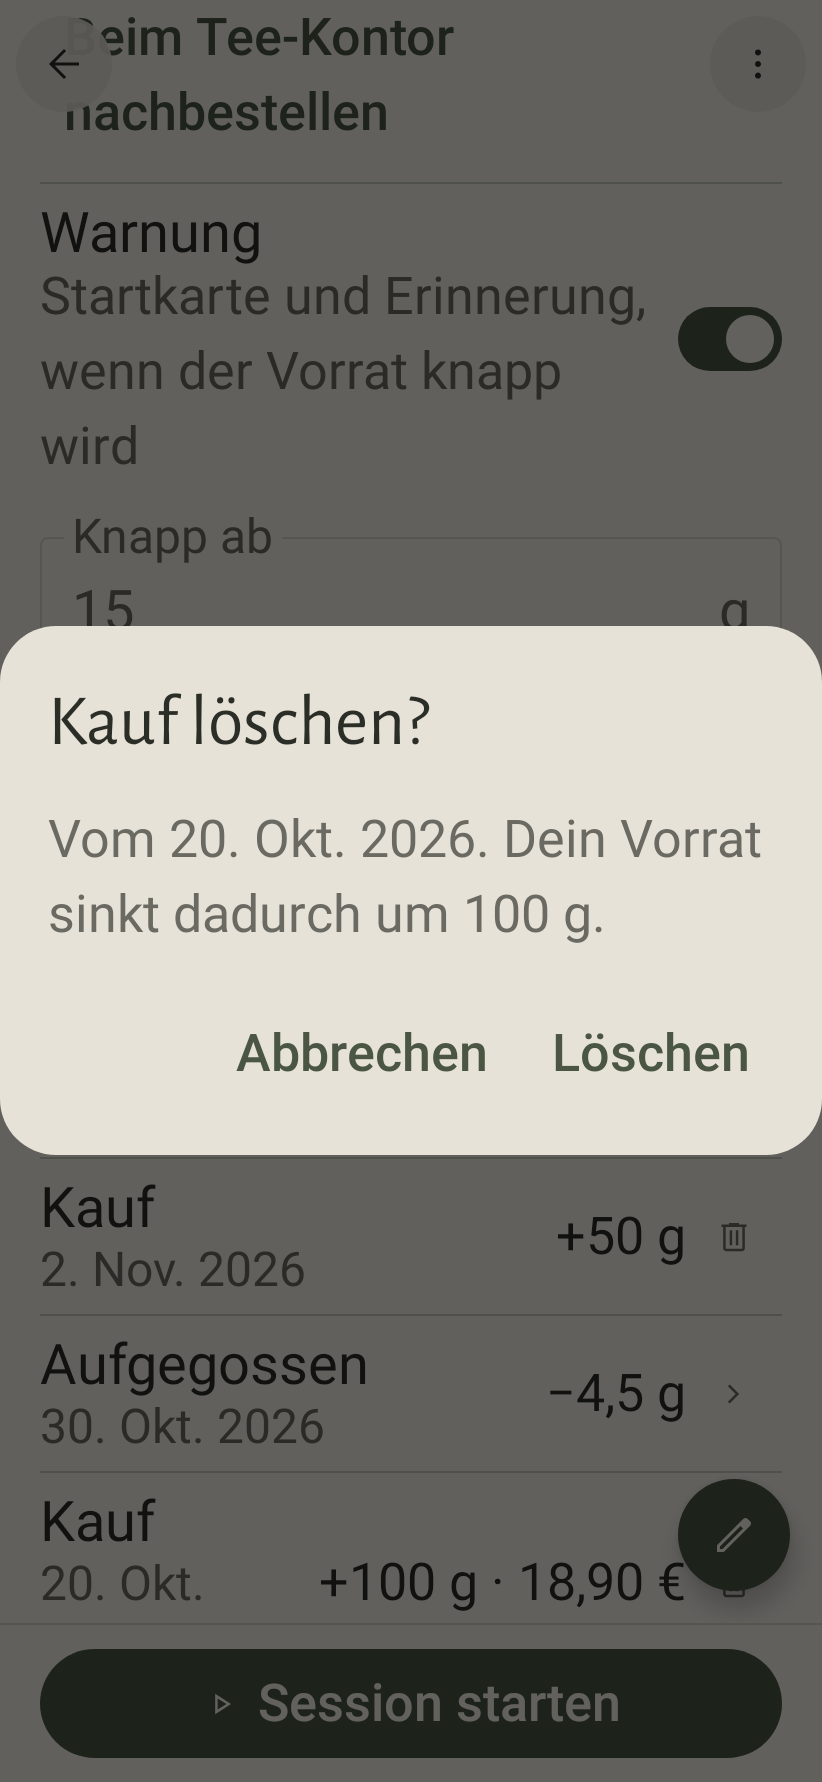 Beim Tee-Kontor
nachbestellen
Warnung
Startkarte und Erinnerung,
wenn der Vorrat knapp
wird
Knapp ab
15 g
Kauf löschen?
Vom 20. Okt. 2026. Dein Vorrat
sinkt dadurch um 100 g.
Abbrechen Löschen
Kauf
+50 g
2. Nov. 2026
Aufgegossen
−4,5 g
30. Okt. 2026
Kauf
20. Okt. +100 g · 18,90 €
Session starten